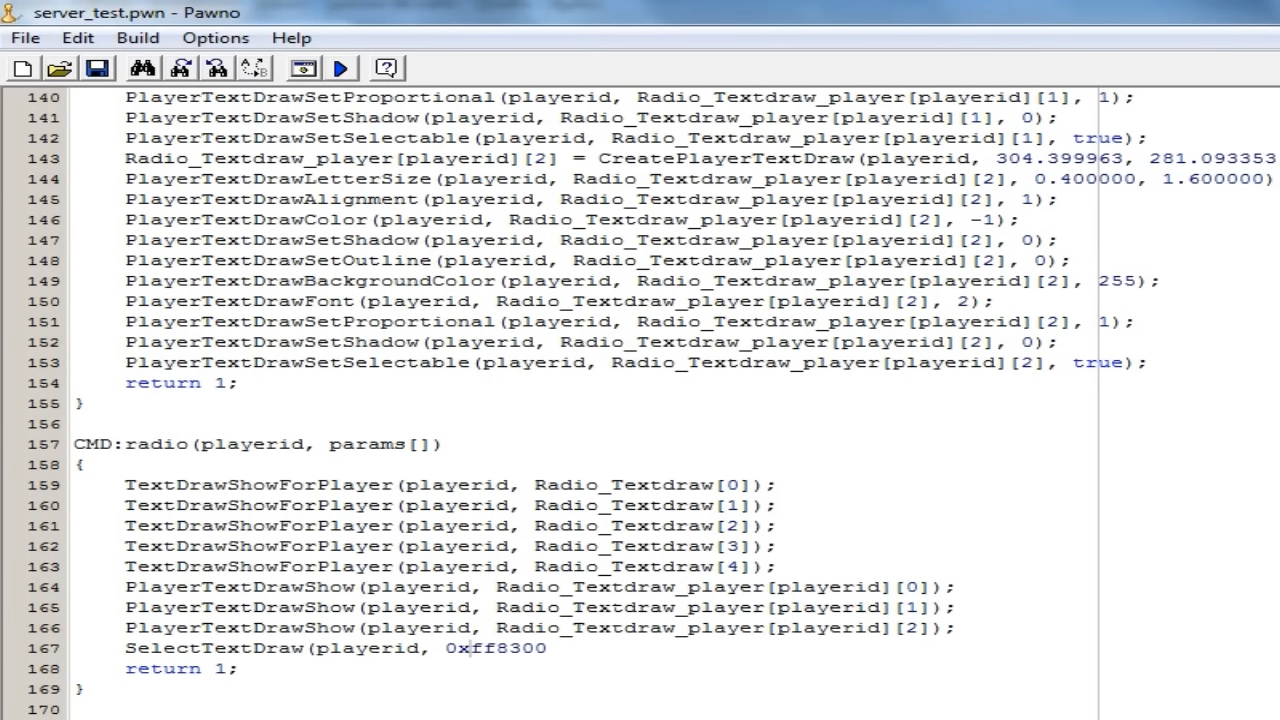 server_test.pwn - Pawno
File Edit Build Options Help
140 PlayerTextDrawSetProportional(playerid, Radio_Textdraw_player[playerid][1], 1);
141 PlayerTextDrawSetShadow(playerid, Radio_Textdraw_player[playerid][1], 0);
142 PlayerTextDrawSetSelectable(playerid, Radio_Textdraw_player[playerid][1], true);
143 Radio_Textdraw_player[playerid][2] = CreatePlayerTextDraw(playerid, 304.399963, 281.093353
144 PlayerTextDrawLetterSize(playerid, Radio_Textdraw_player[playerid][2], 0.400000, 1.600000)
145 PlayerTextDrawAlignment(playerid, Radio_Textdraw_player[playerid][2], 1);
146 PlayerTextDrawColor(playerid, Radio_Textdraw_player[playerid][2], -1);
147 PlayerTextDrawSetShadow(playerid, Radio_Textdraw_player[playerid][2], 0);
148 PlayerTextDrawSetOutline(playerid, Radio_Textdraw_player[playerid][2], 0);
149 PlayerTextDrawBackgroundColor(playerid, Radio_Textdraw_player[playerid][2], 255);
150 PlayerTextDrawFont(playerid, Radio_Textdraw_player[playerid][2], 2);
151 PlayerTextDrawSetProportional(playerid, Radio_Textdraw_player[playerid][2], 1);
152 PlayerTextDrawSetShadow(playerid, Radio_Textdraw_player[playerid][2], 0);
153 PlayerTextDrawSetSelectable(playerid, Radio_Textdraw_player[playerid][2], true);
154 return 1;
155 }
156
157 CMD:radio(playerid, params[])
158 {
159 TextDrawShowForPlayer(playerid, Radio_Textdraw[0]);
160 TextDrawShowForPlayer(playerid, Radio_Textdraw[1]);
161 TextDrawShowForPlayer(playerid, Radio_Textdraw[2]);
162 TextDrawShowForPlayer(playerid, Radio_Textdraw[3]);
163 TextDrawShowForPlayer(playerid, Radio_Textdraw[4]);
164 PlayerTextDrawShow(playerid, Radio_Textdraw_player[playerid][0]);
165 PlayerTextDrawShow(playerid, Radio_Textdraw_player[playerid][1]);
166 PlayerTextDrawShow(playerid, Radio_Textdraw_player[playerid][2]);
167 SelectTextDraw(playerid, 0xff8300
168 return 1;
169 }
170